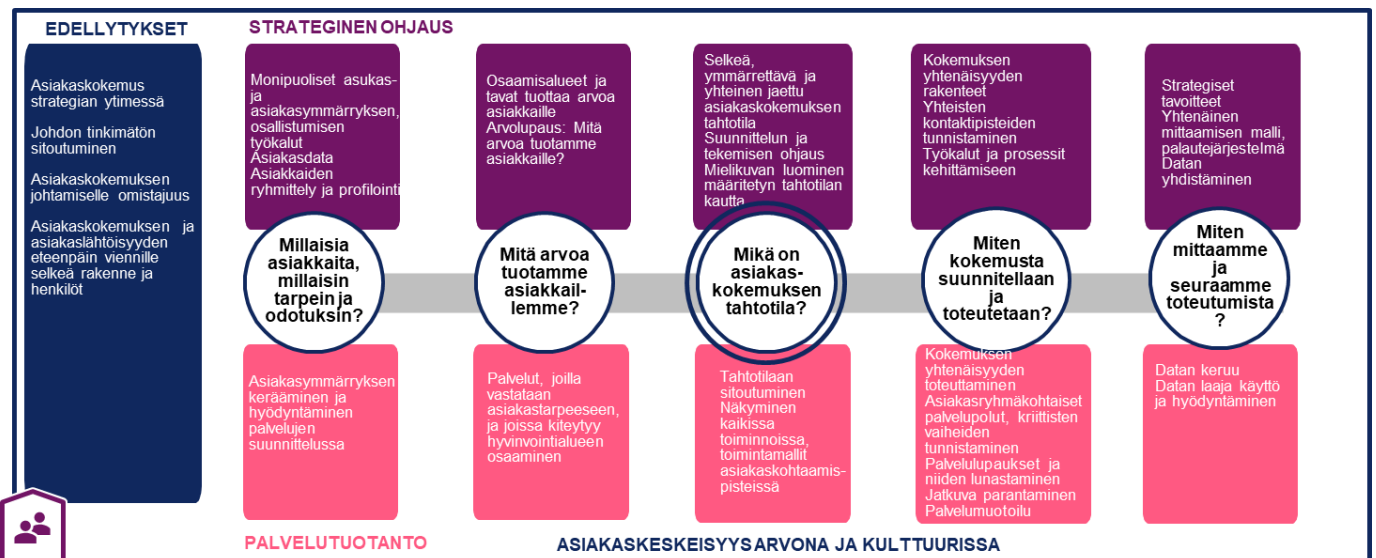 EDELLYTYKSET
Asiakaskokemus
strategian ytimessä
Johdon tinkimätön
sitoutuminen
Asiakaskokemuksen
johtamiselle omistajuus
Asiakaskokemuksen ja
asiakaslähtöisyyden
eteenpäin viennille
selkeä rakenne ja
henkilöt
STRATEGINEN OHJAUS
Monipuoliset asukas-
ja
asiakasymmärryksen,
osallistumisen
työkalut
Asiakasdata
Asiakkaiden
ryhmittely ja profilointi
Osaamisalueet ja
tavat tuottaa arvoa
asiakkaille
Arvolupaus: Mitä
arvoa tuotamme
asiakkaille?
Selkeä,
ymmärrettävä ja
yhteinen jaettu
asiakaskokemuksen
tahtotila
Suunnittelun ja
tekemisen ohjaus
Mielikuvan luominen
määritetyn tahtotilan
kautta
Kokemuksen
yhtenäisyyden
rakenteet
Yhteisten
kontaktipisteiden
tunnistaminen
Työkalut ja prosessit
kehittämiseen
Strategiset
tavoitteet
Yhtenäinen
mittaamisen malli,
palautejärjestelmä
Datan
yhdistäminen
Millaisia
asiakkaita,
millaisin
tarpein ja
odotuksin?
Mitä arvoa
tuotamme
asiakkail-
lemme?
Mikä on
asiakas-
kokemuksen
tahtotila?
Miten
kokemusta
suunnitellaan
ja
toteutetaan?
Miten
mittaamme
ja
seuraamme
toteutumista
?
Asiakasymmärryksen
kerääminen ja
hyödyntäminen
palvelujen
suunnittelussa
Palvelut, joilla
vastataan
asiakastarpeeseen,
ja joissa kiteytyy
hyvinvointialueen
osaaminen
Tahtotilaan
sitoutuminen
Näkyminen
kaikissa
toiminnoissa,
toimintamallit
asiakaskohtaamis-
pisteissä
Kokemuksen
yhtenäisyyden
toteuttaminen
Asiakasryhmäkohtaiset
palvelupolut, kriittisten
vaiheiden
tunnistaminen
Palvelulupaukset ja
niiden lunastaminen
Jatkuva parantaminen
Palvelumuotoilu
Datan keruu
Datan laaja käyttö
ja hyödyntäminen
PALVELUTUOTANTO
ASIAKASKESKEISYYS ARVONA JA KULTTUURISSA